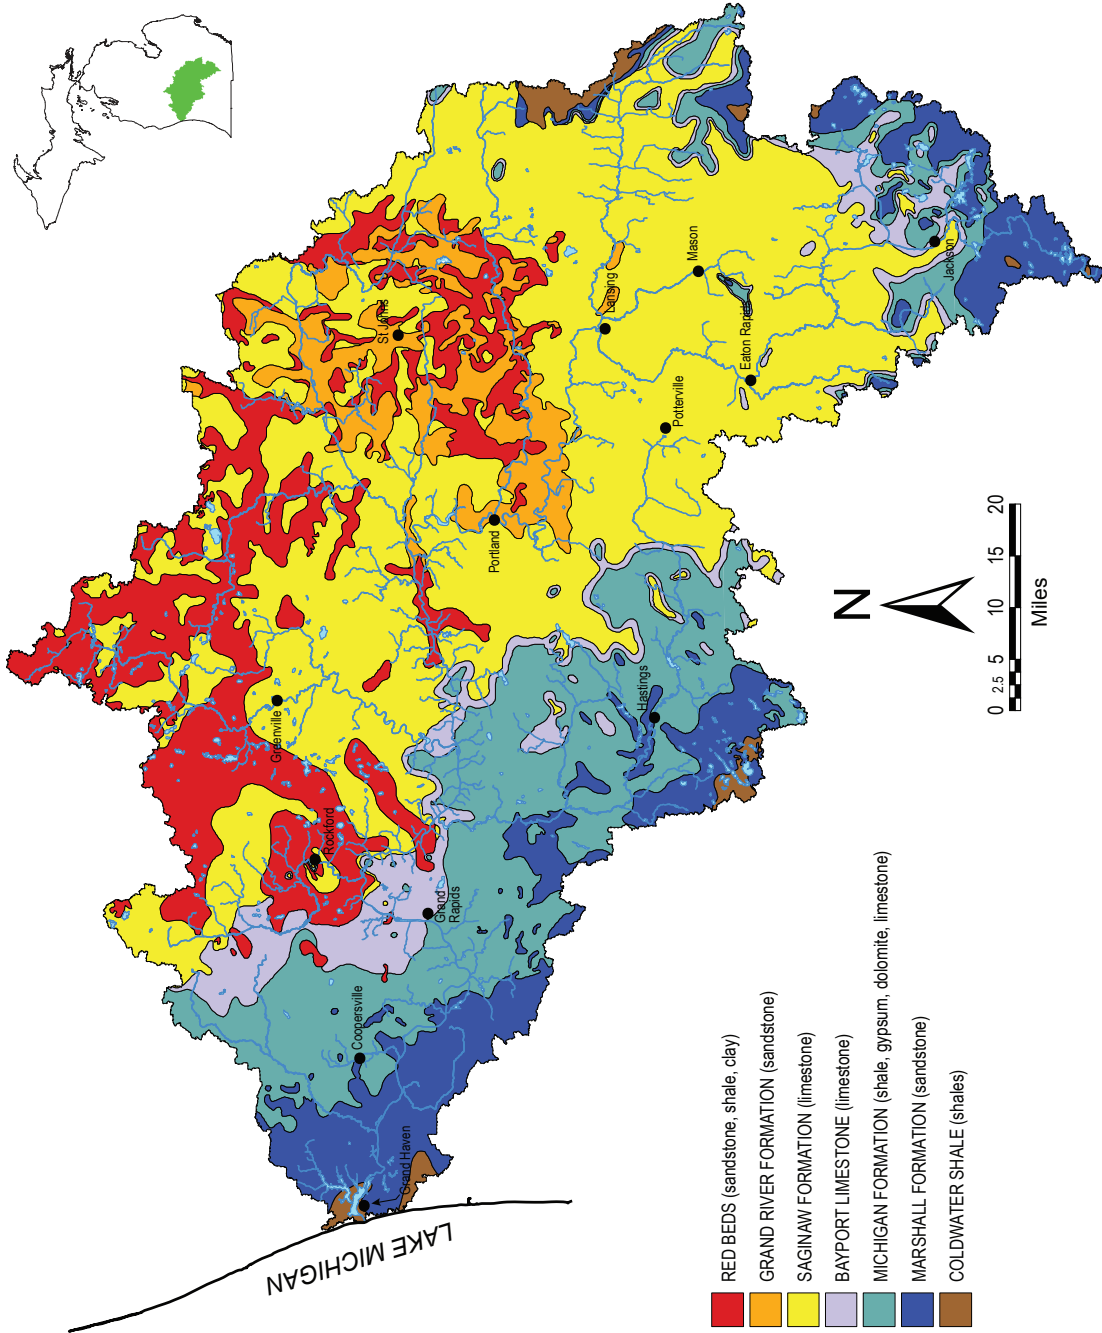 St Johns
Lansing
Mason
Eaton Rapids
Potterville
Jackson
Portland
Greenville
Hastings
Rockford
Grand
Rapids
Coopersville
Grand Haven
LAKE MICHIGAN
N
0 2.5 5 10 15 20
Miles
RED BEDS (sandstone, shale, clay)
GRAND RIVER FORMATION (sandstone)
SAGINAW FORMATION (limestone)
BAYPORT LIMESTONE (limestone)
MICHIGAN FORMATION (shale, gypsum, dolomite, limestone)
MARSHALL FORMATION (sandstone)
COLDWATER SHALE (shales)